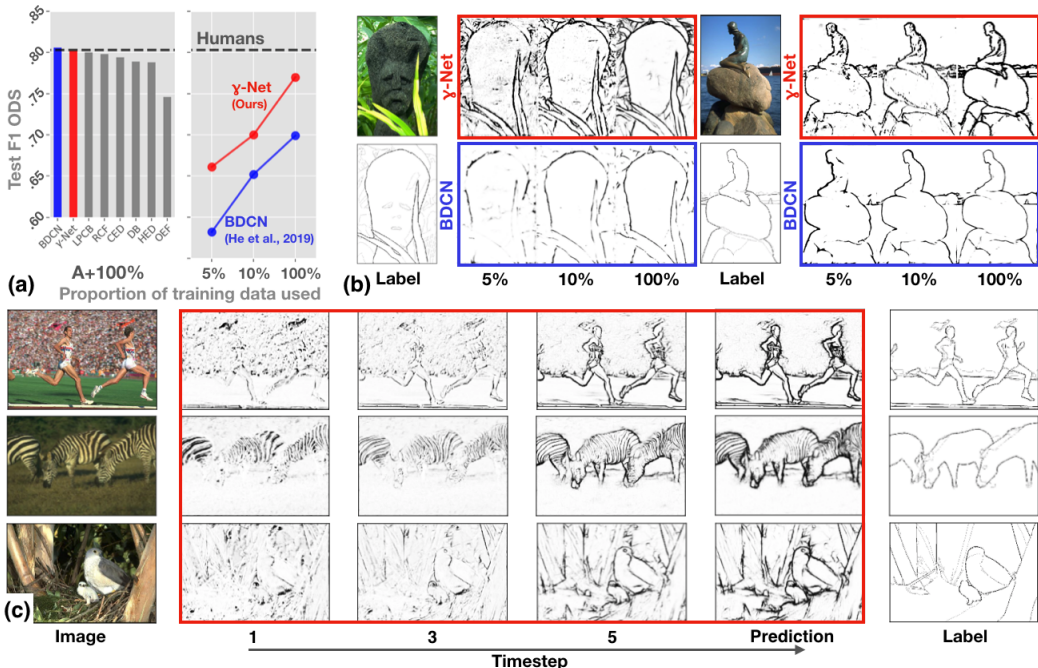 Test F1 ODS
85
80
75
70
65
60
BDCN
γ-Net
LPCB
RCF
CED
DB
HED
OEF
A+100%
Humans
γ-Net
(Ours)
BDCN
(He et al., 2019)
5%
10%
100%
Proportion of training data used
(a)
γ-Net
BDCN
Label
5%
10%
100%
γ-Net
BDCN
Label
5%
10%
100%
(b)
(c)
Image
1
3
5
Prediction
Label
Timestep